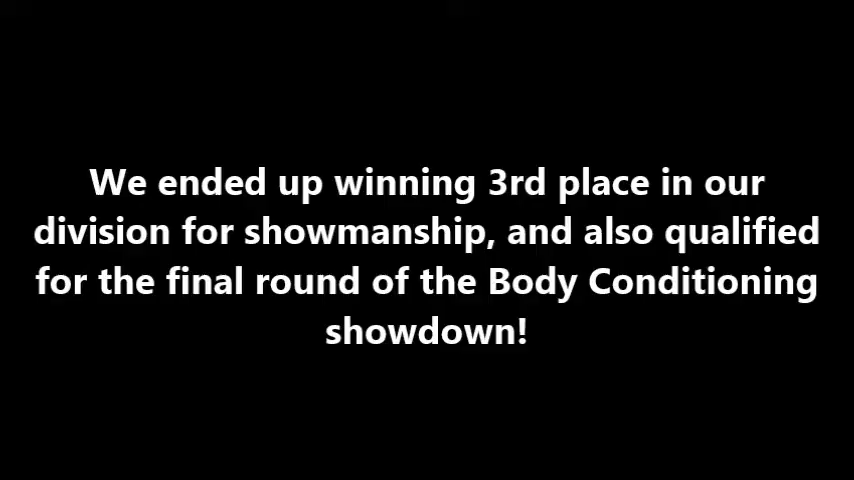 We ended up winning 3rd place in our
division for showmanship, and also qualified
for the final round of the Body Conditioning
showdown!